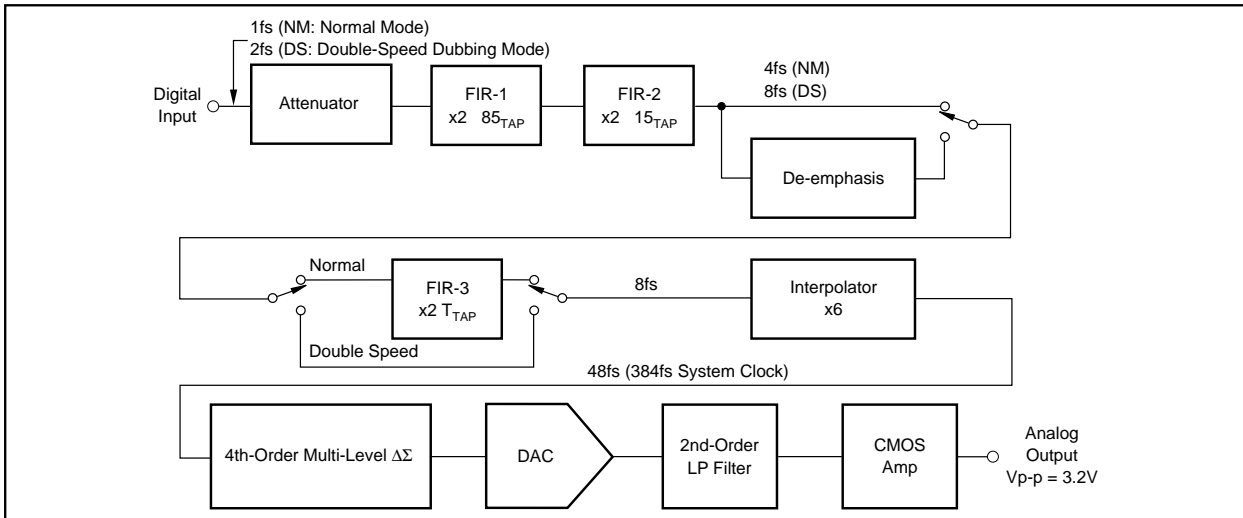 1fs (NM: Normal Mode)
2fs (DS: Double-Speed Dubbing Mode)
Digital
Input
Attenuator
FIR-1
x2 85TAP
FIR-2
x2 15TAP
4fs (NM)
8fs (DS)
De-emphasis
Normal
FIR-3
x2 TTAP
Double Speed
8fs
Interpolator
x6
48fs (384fs System Clock)
4th-Order Multi-Level ΔΣ
DAC
2nd-Order
LP Filter
CMOS
Amp
Analog
Output
Vp-p = 3.2V